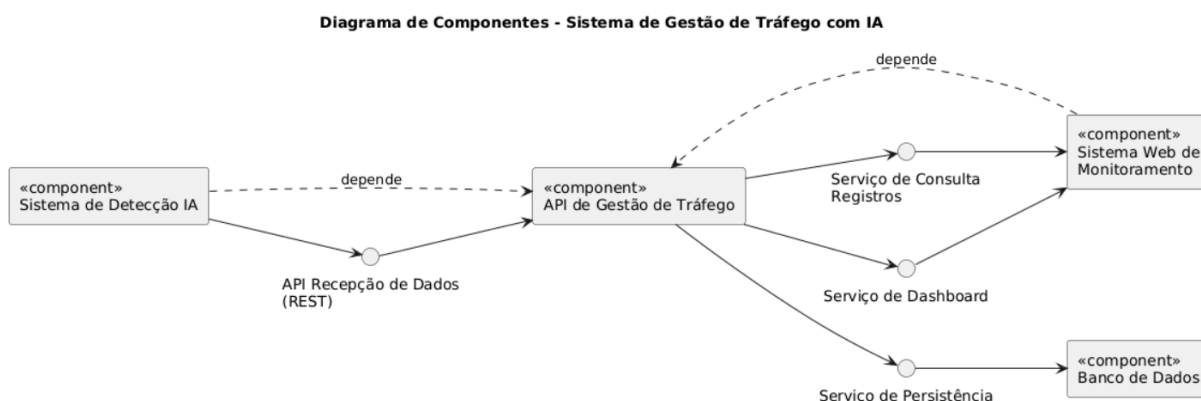 Diagrama de Componentes - Sistema de Gestão de Tráfego com IA
depende
«component»
Sistema Web de
Monitoramento
Serviço de Consulta
Registros
«component»
Sistema de Detecção IA
depende
«component»
API de Gestão de Tráfego
API Recepção de Dados
(REST)
Serviço de Dashboard
«component»
Banco de Dados
Serviço de Persistência